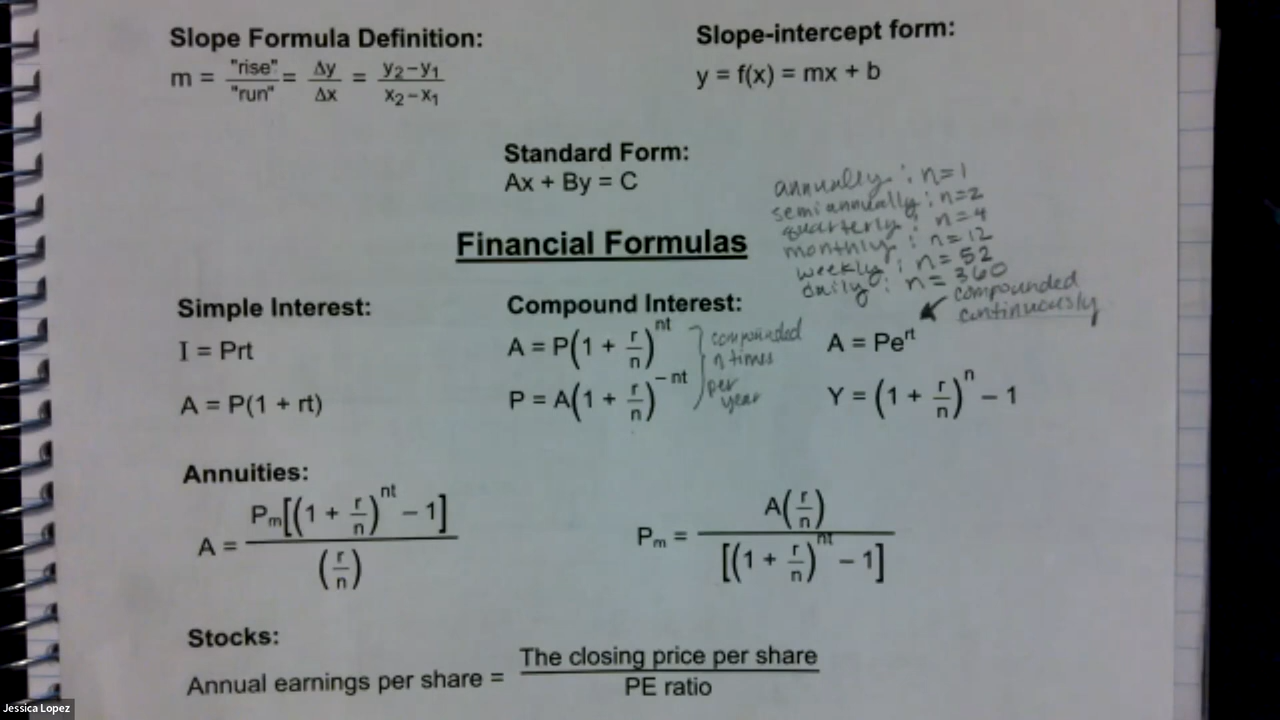 Slope Formula Definition:
m = "rise"/"run" = Δy/Δx = y₂-y₁/x₂-x₁
Slope-intercept form:
y = f(x) = mx + b
Standard Form:
Ax + By = C
annually : n=1
semiannually : n=2
quarterly : n=4
monthly : n=12
weekly : n=52
daily : n=360
Financial Formulas
Simple Interest:
I = Prt
A = P(1 + rt)
Compound Interest:
A = P(1 + r/n)^nt
P = A(1 + r/n)^-nt
compounded
n times
per
year
compounded
continuously
A = Pe^rt
Y = (1 + r/n)^n - 1
Annuities:
A = Pₘ[(1 + r/n)^nt - 1]/(r/n)
Pₘ = A(r/n)/[(1 + r/n)^nt - 1]
Stocks:
Annual earnings per share = The closing price per share/PE ratio
Jessica Lopez